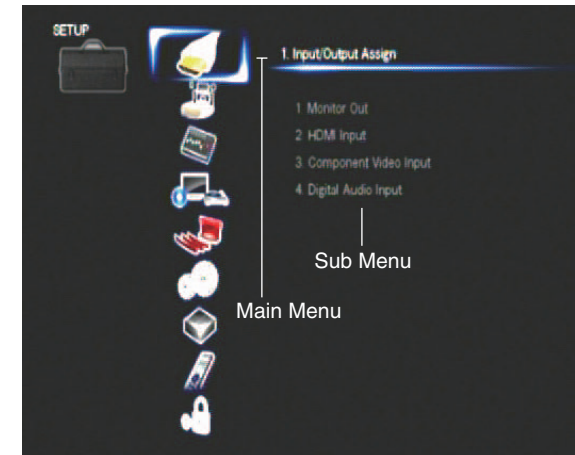 SETUP
1. Input/Output Assign
1 Monitor Out
2 HDMI Input
3 Component Video Input
4 Digital Audio Input
Sub Menu
Main Menu